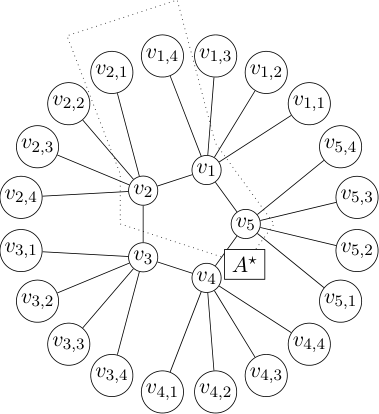 v_{1,4} v_{1,3}
v_{2,1} v_{1,2}
v_{2,2} v_{1,1}
v_{2,3} v_{5,4}
v_1
v_{2,4} v_2 v_{5,3}
v_5
v_{3,1} v_3 v_{5,2}
A^⋆
v_4
v_{3,2} v_{5,1}
v_{3,3} v_{4,4}
v_{3,4} v_{4,3}
v_{4,1} v_{4,2}